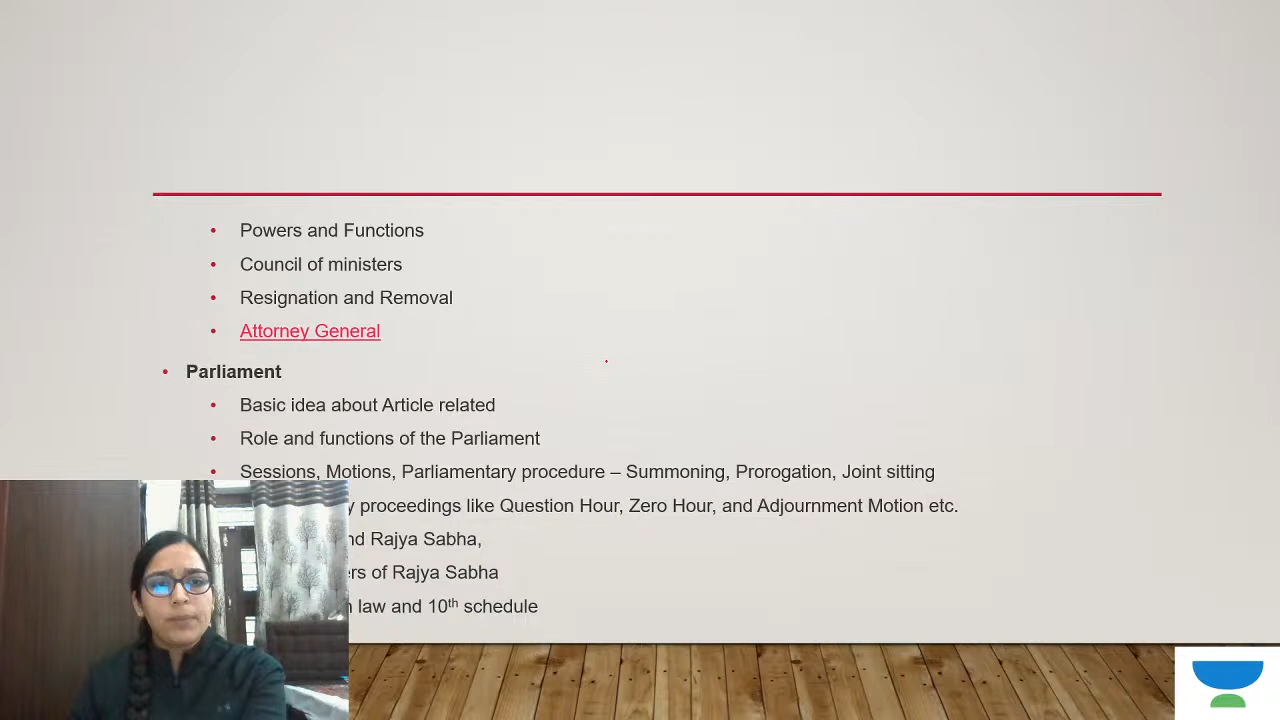 • Powers and Functions
• Council of ministers
• Resignation and Removal
• Attorney General
• Parliament
• Basic idea about Article related
• Role and functions of the Parliament
• Sessions, Motions, Parliamentary procedure – Summoning, Prorogation, Joint sitting
proceedings like Question Hour, Zero Hour, and Adjournment Motion etc.
Rajya Sabha,
of Rajya Sabha
law and 10th schedule